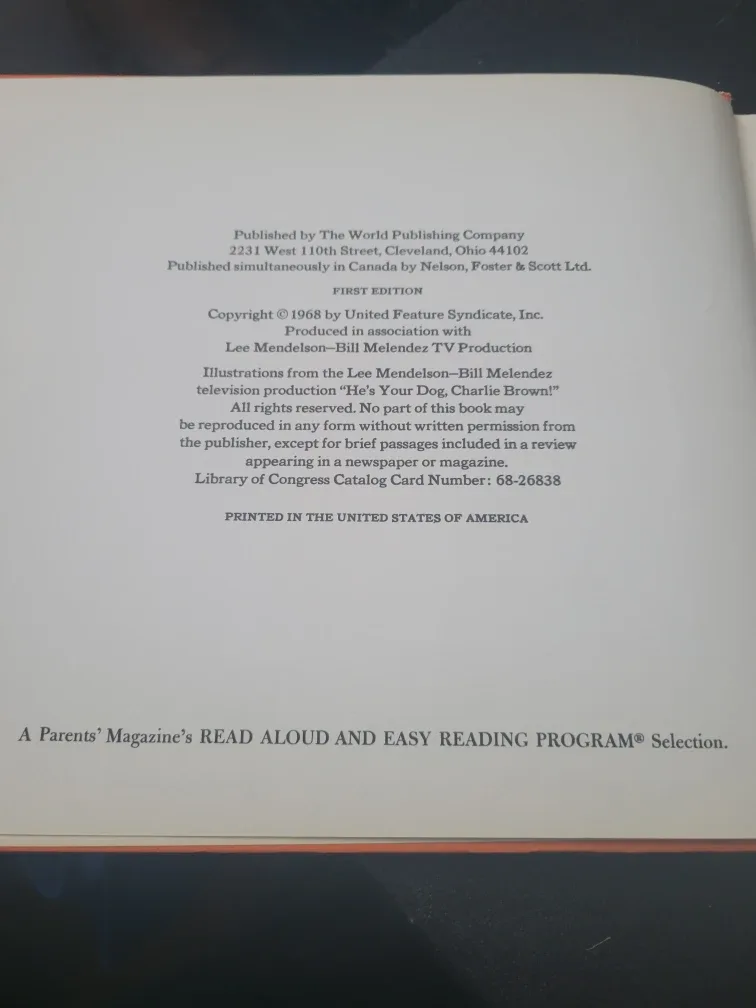 Published by The World Publishing Company
2231 West 110th Street, Cleveland, Ohio 44102
Published simultaneously in Canada by Nelson, Foster & Scott Ltd.
FIRST EDITION
Copyright © 1968 by United Feature Syndicate, Inc.
Produced in association with
Lee Mendelson—Bill Melendez TV Production
Illustrations from the Lee Mendelson—Bill Melendez
television production “He's Your Dog, Charlie Brown!”
All rights reserved. No part of this book may
be reproduced in any form without written permission from
the publisher, except for brief passages included in a review
appearing in a newspaper or magazine.
Library of Congress Catalog Card Number: 68-26838
PRINTED IN THE UNITED STATES OF AMERICA
A Parents' Magazine's READ ALOUD AND EASY READING PROGRAM® Selection.